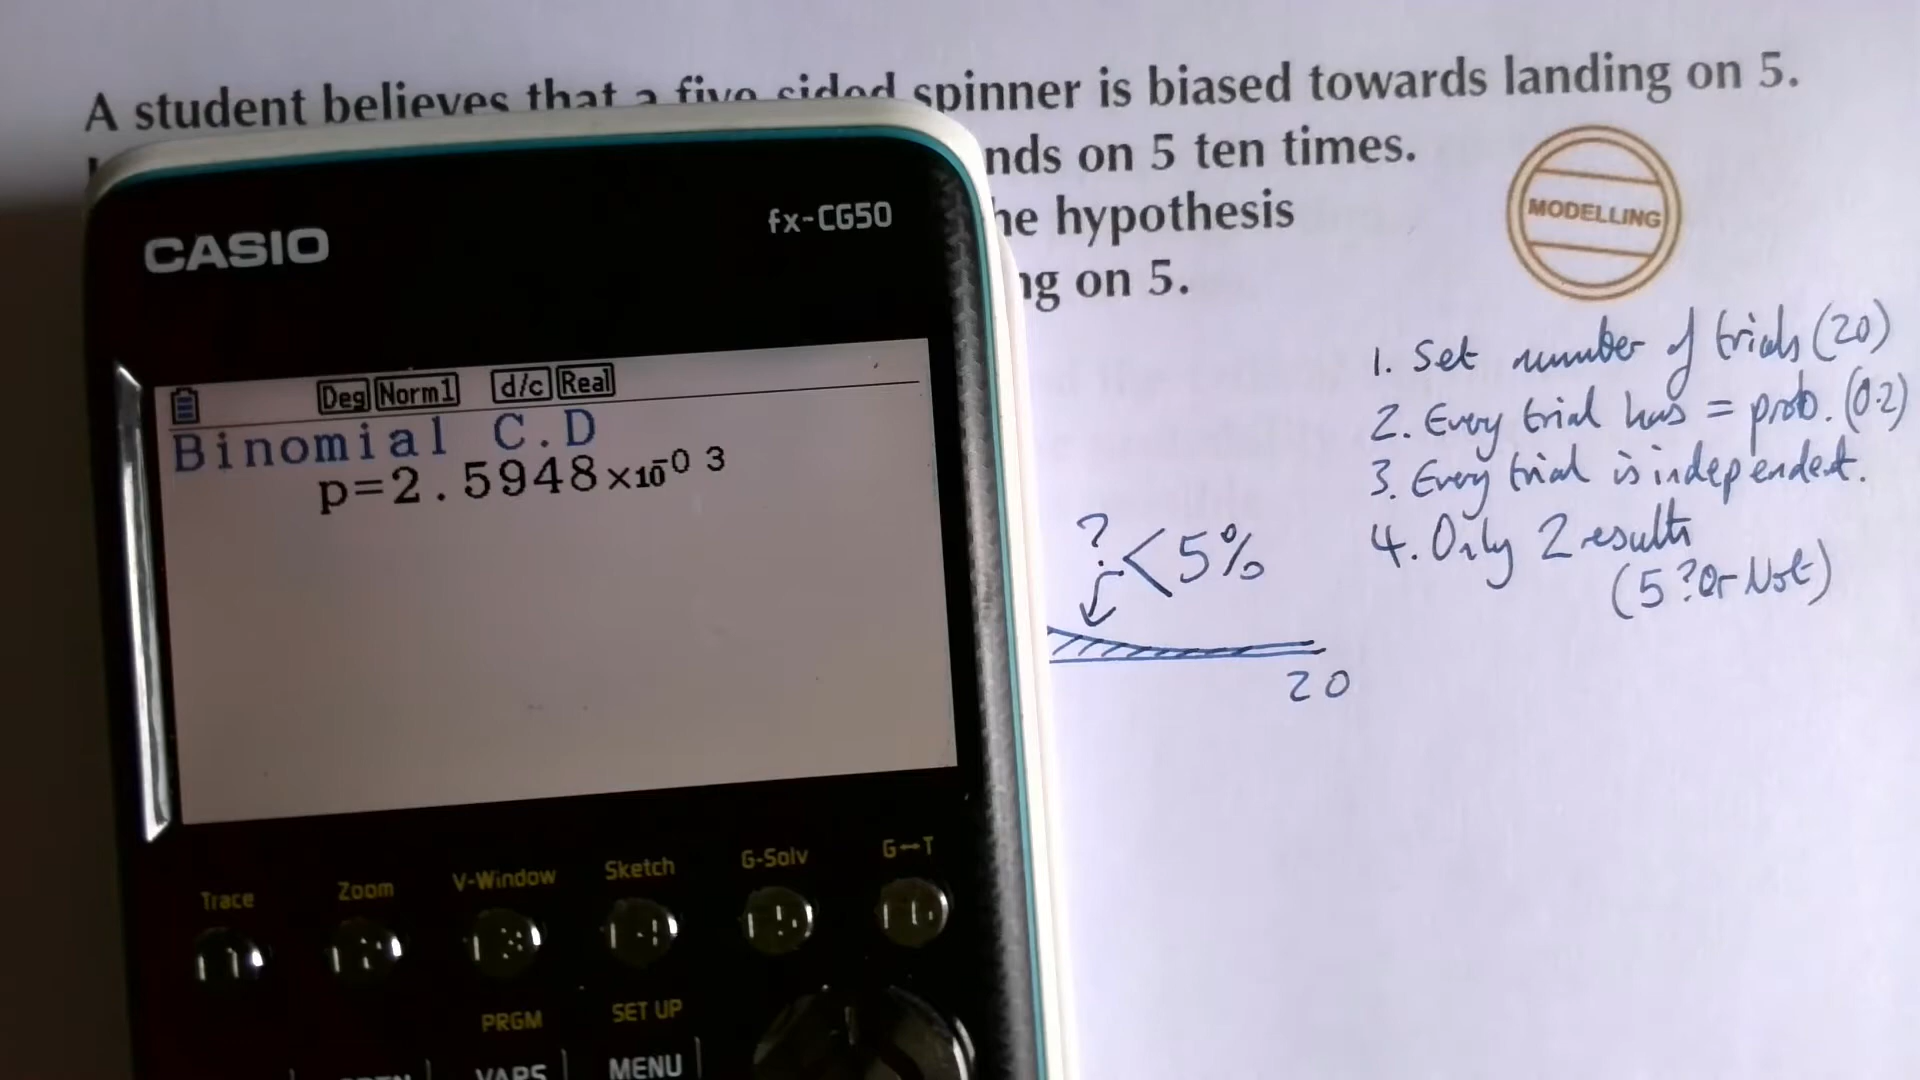 A student believes that a five sided spinner is biased towards landing on 5.
nds on 5 ten times.
he hypothesis
ng on 5.
MODELLING
CASIO
fx-CG50
Deg Norm1 d/c Real
Binomial C.D
p=2.5948×10⁻⁰³
1. Set number of trials (20)
2. Every trial has = prob. (0.2)
3. Every trial is independent.
4. Only 2 results
(5? Or Not)
? < 5%
20
Trace Zoom V-Window Sketch G-Solv G↔T
PRGM SET UP
VARS MENU